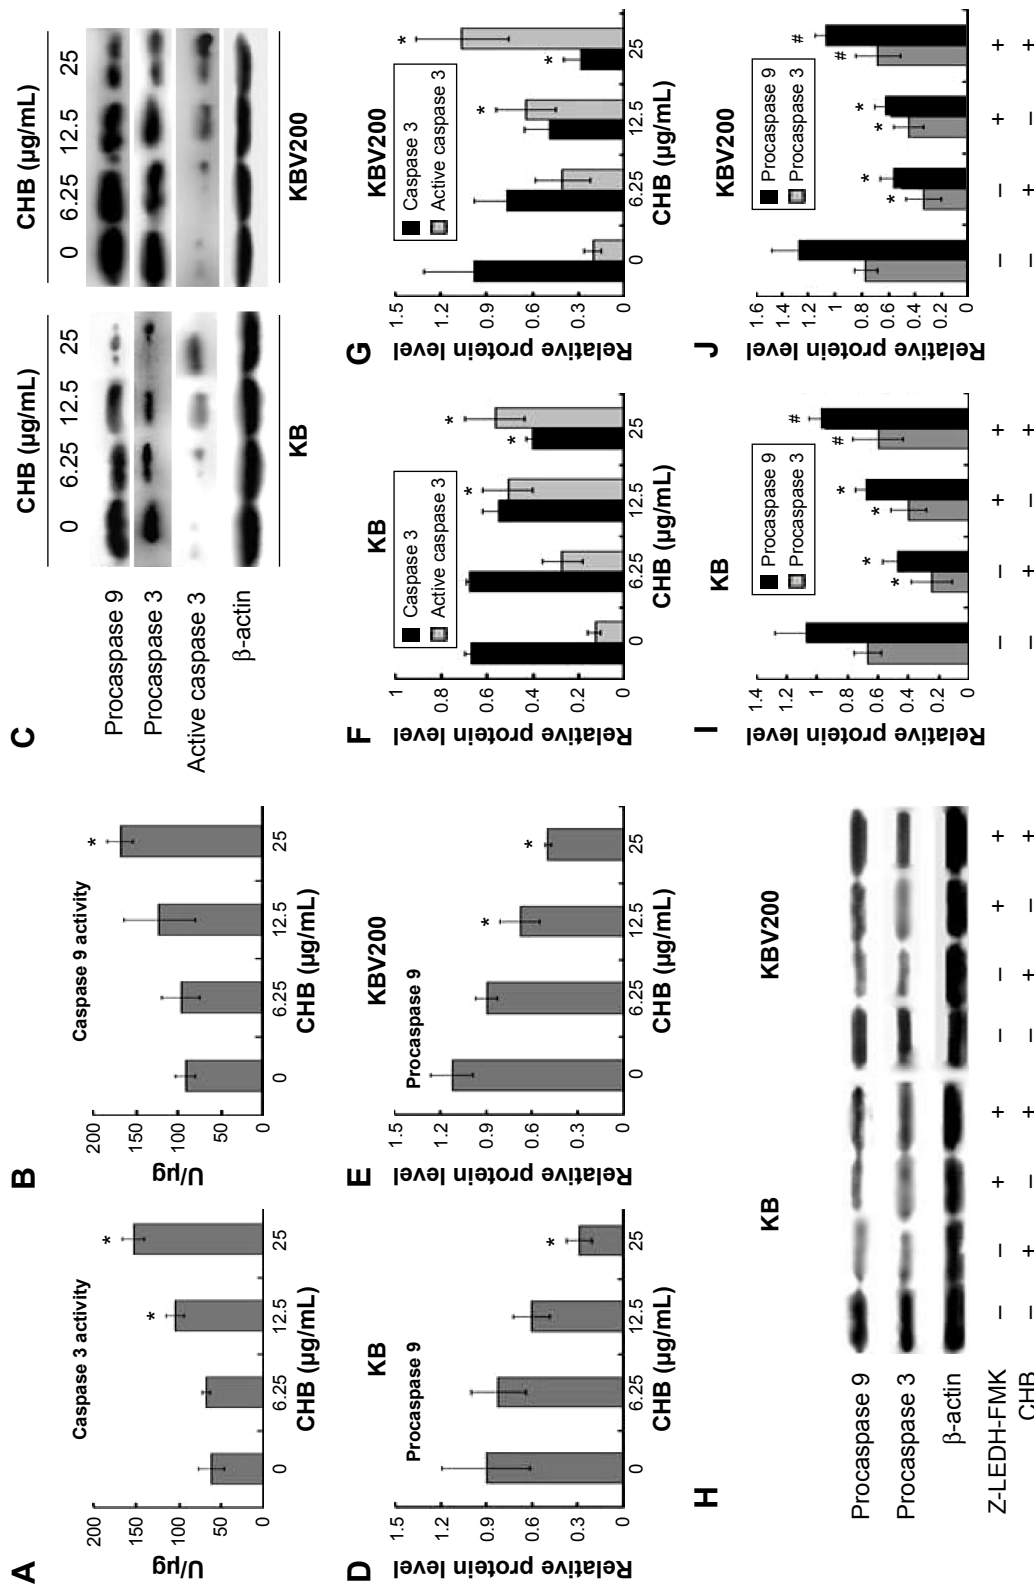 A
Caspase 3 activity
U/µg
200
150
100
50
0
*
*
0 6.25 12.5 25
CHB (µg/mL)
B
Caspase 9 activity
U/µg
200
150
100
50
0
*
0 6.25 12.5 25
CHB (µg/mL)
C
CHB (µg/mL) CHB (µg/mL)
0 6.25 12.5 25 0 6.25 12.5 25
Procaspase 9
Procaspase 3
Active caspase 3
β-actin
KB KBV200
D
KB
Procaspase 9
Relative protein level
1.5
1.2
0.9
0.6
0.3
0
*
0 6.25 12.5 25
CHB (µg/mL)
E
KBV200
Procaspase 9
Relative protein level
1.5
1.2
0.9
0.6
0.3
0
*
*
0 6.25 12.5 25
CHB (µg/mL)
F
KB
Caspase 3
Active caspase 3
Relative protein level
1
0.8
0.6
0.4
0.2
0
*
*
*
0 6.25 12.5 25
CHB (µg/mL)
G
KBV200
Caspase 3
Active caspase 3
Relative protein level
1.5
1.2
0.9
0.6
0.3
0
*
*
*
0 6.25 12.5 25
CHB (µg/mL)
H
KB KBV200
Procaspase 9
Procaspase 3
β-actin
Z-LEDH-FMK – – + + – – + +
CHB – + – + – + – +
I
KB
Procaspase 9
Procaspase 3
Relative protein level
1.4
1.2
1
0.8
0.6
0.4
0.2
0
* *
* *
# #
– – + +
– + – +
J
KBV200
Procaspase 9
Procaspase 3
Relative protein level
1.6
1.4
1.2
1
0.8
0.6
0.4
0.2
0
* *
* *
# #
– – + +
– + – +